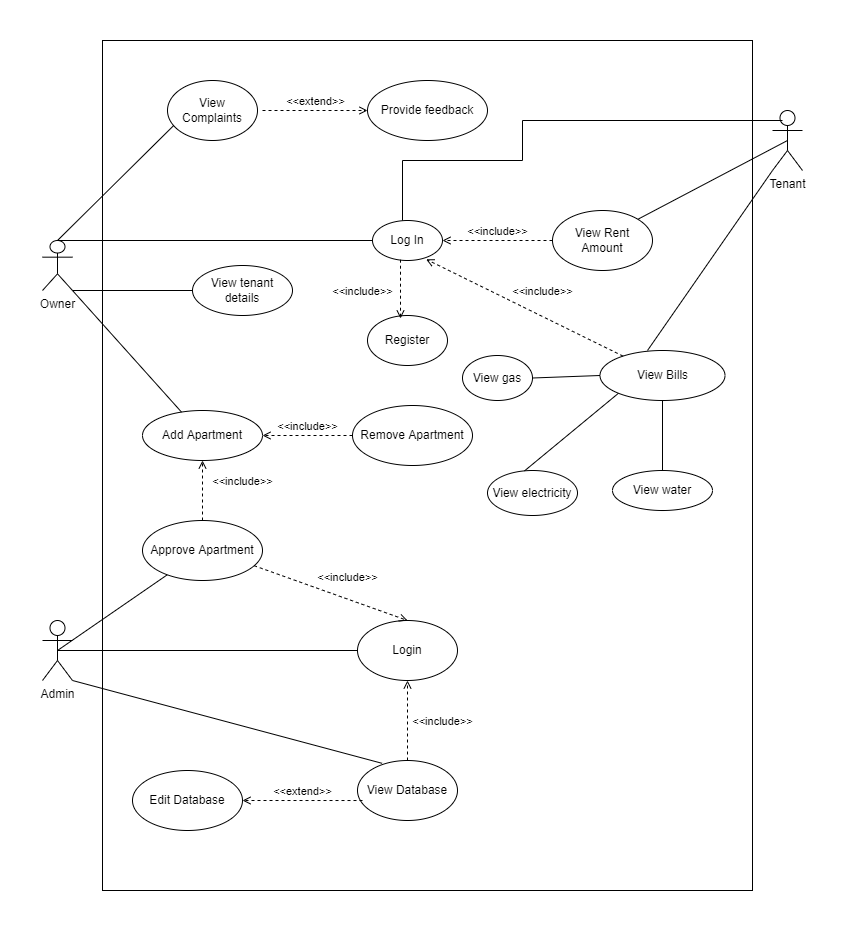 View
Complaints
<<extend>>
Provide feedback
Tenant
Log In
<<include>>
View Rent
Amount
Owner
View tenant
details
<<include>>
<<include>>
Register
View gas
View Bills
Add Apartment
<<include>>
Remove Apartment
<<include>>
View electricity
View water
Approve Apartment
<<include>>
Login
Admin
<<include>>
Edit Database
<<extend>>
View Database